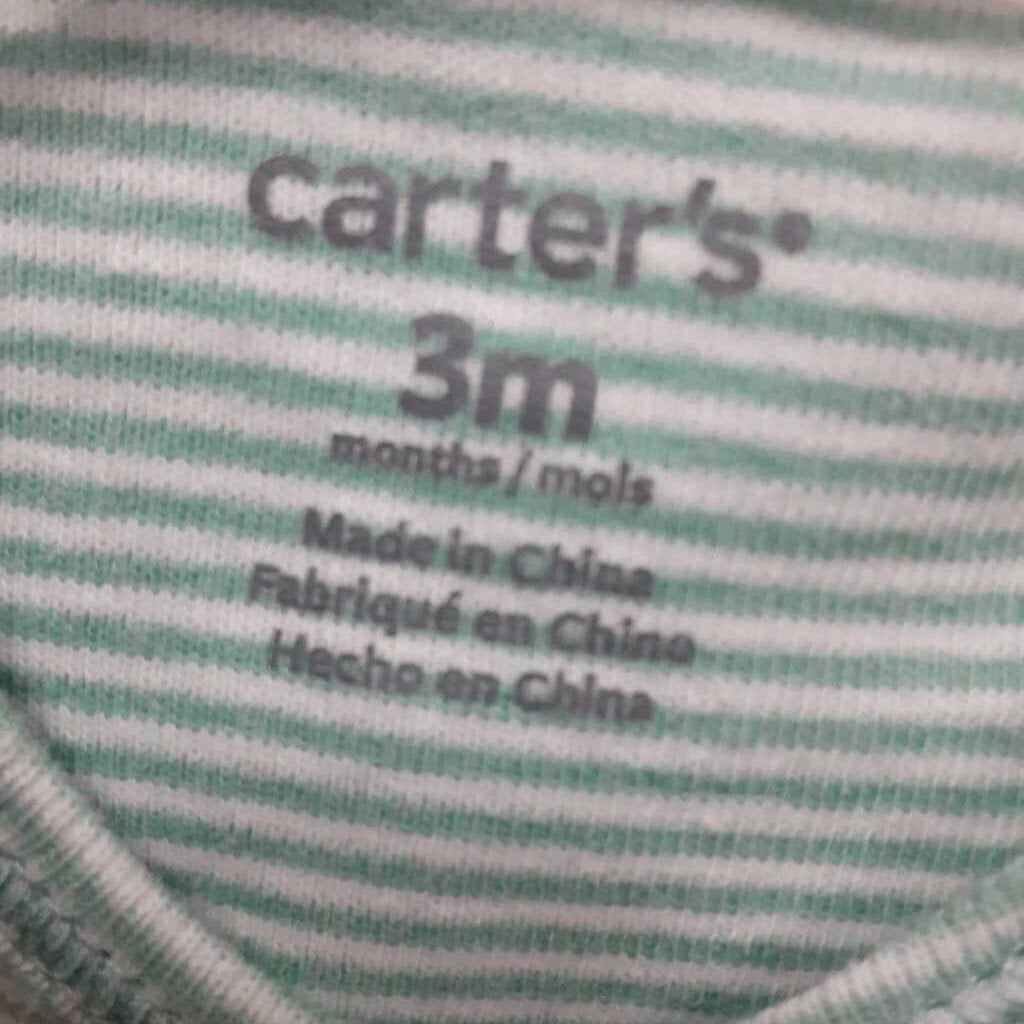 carter's®
3m
months / mois
Made in China
Fabriqué en Chine
Hecho en China